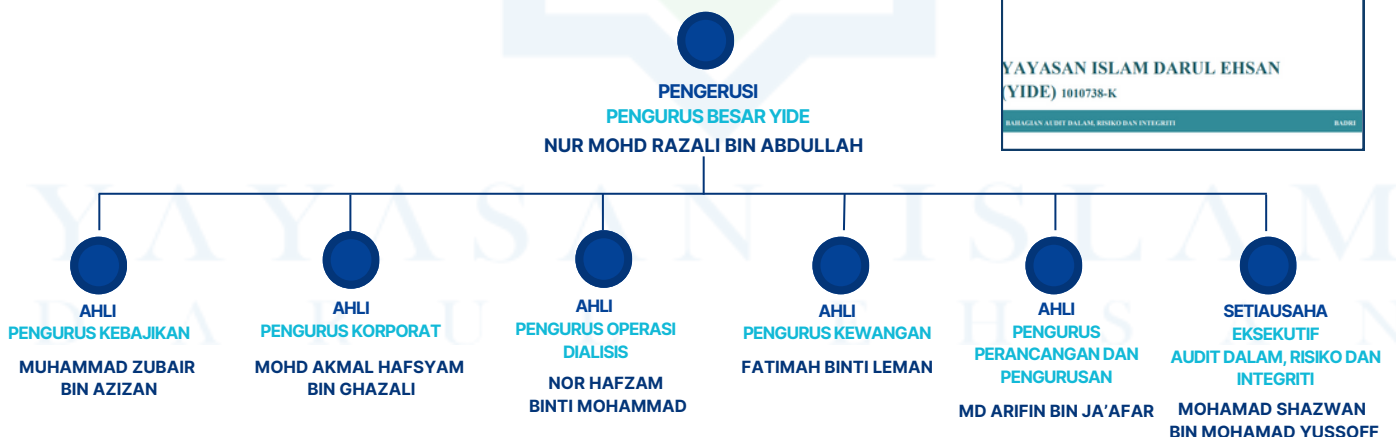 YAYASAN ISLAM DARUL EHSAN
(YIDE) 1010738-K
BAHAGIAN AUDIT DALAM, RISIKO DAN INTEGRITI
BADRI
PENGERUSI
PENGURUS BESAR YIDE
NUR MOHD RAZALI BIN ABDULLAH
AHLI
PENGURUS KEBAJIKAN
MUHAMMAD ZUBAIR
BIN AZIZAN
AHLI
PENGURUS KORPORAT
MOHD AKMAL HAFSYAM
BIN GHAZALI
AHLI
PENGURUS OPERASI
DIALISIS
NOR HAFZAM
BINTI MOHAMMAD
AHLI
PENGURUS KEWANGAN
FATIMAH BINTI LEMAN
AHLI
PENGURUS
PERANCANGAN DAN
PENGURUSAN
MD ARIFIN BIN JA’AFAR
SETIAUSAHA
EKSEKUTIF
AUDIT DALAM, RISIKO DAN
INTEGRITI
MOHAMAD SHAZWAN
BIN MOHAMAD YUSSOFF
YAYASAN ISLAM